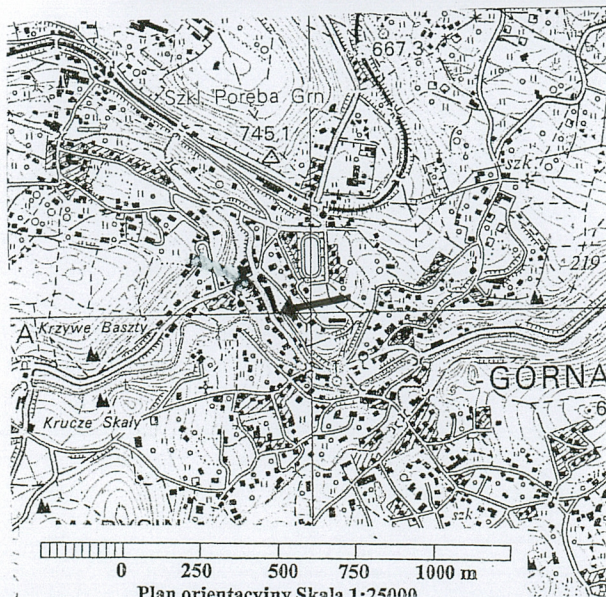 667,3
Szkl. Poręba Grn.
745,1
szk.
219
A
Krzywe Baszty
GÓRNA
Krucze Skały
0 250 500 750 1000 m
Plan orientacyjny Skala 1:25000